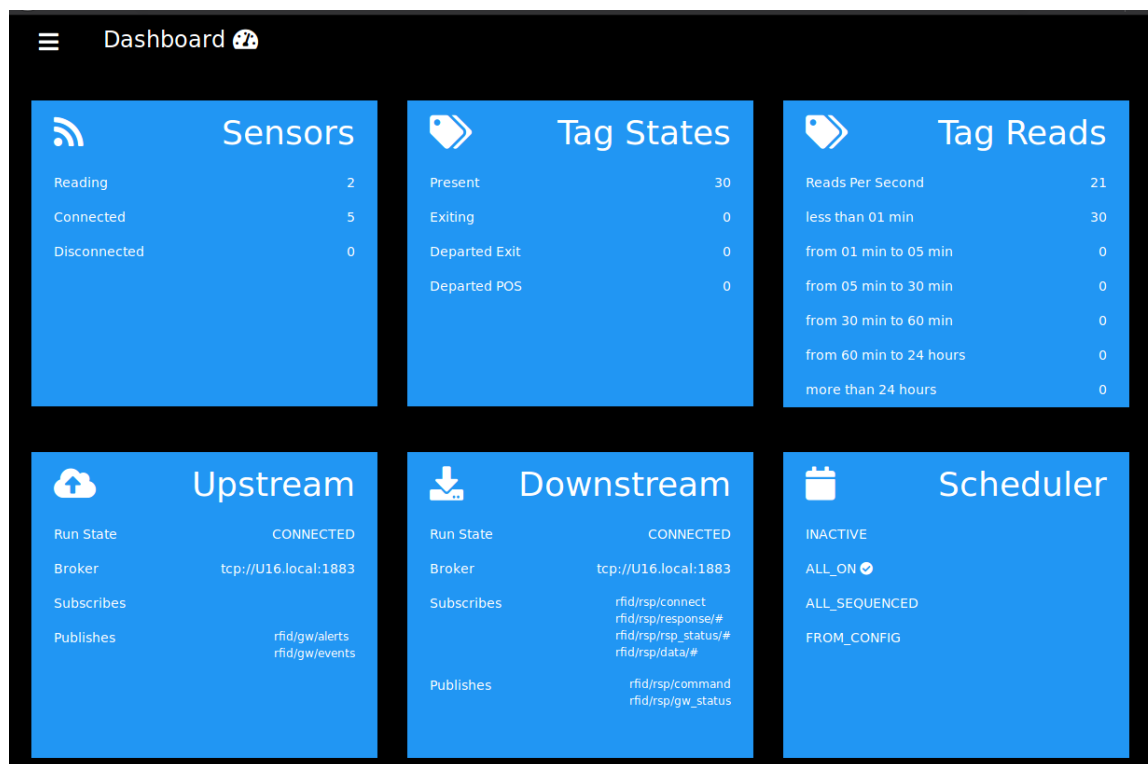 Dashboard
Sensors
Reading 2
Connected 5
Disconnected 0
Tag States
Present 30
Exiting 0
Departed Exit 0
Departed POS 0
Tag Reads
Reads Per Second 21
less than 01 min 30
from 01 min to 05 min 0
from 05 min to 30 min 0
from 30 min to 60 min 0
from 60 min to 24 hours 0
more than 24 hours 0
Upstream
Run State CONNECTED
Broker tcp://U16.local:1883
Subscribes
Publishes rfid/gw/alerts
rfid/gw/events
Downstream
Run State CONNECTED
Broker tcp://U16.local:1883
Subscribes rfid/rsp/connect
rfid/rsp/response/#
rfid/rsp/rsp_status/#
rfid/rsp/data/#
Publishes rfid/rsp/command
rfid/rsp/gw_status
Scheduler
INACTIVE
ALL_ON
ALL_SEQUENCED
FROM_CONFIG